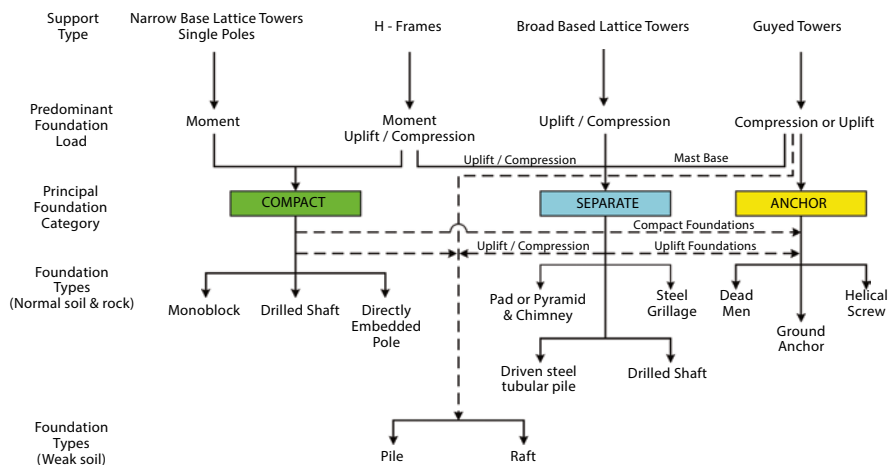 Support
Type
Narrow Base Lattice Towers
Single Poles
H - Frames
Broad Based Lattice Towers
Guyed Towers
Predominant
Foundation
Load
Moment
Moment
Uplift / Compression
Uplift / Compression
Compression or Uplift
Uplift / Compression
Mast Base
Principal
Foundation
Category
COMPACT
SEPARATE
ANCHOR
Compact Foundations
Uplift / Compression
Uplift Foundations
Foundation
Types
(Normal soil & rock)
Monoblock
Drilled Shaft
Directly
Embedded
Pole
Pad or Pyramid
& Chimney
Steel
Grillage
Dead
Men
Helical
Screw
Ground
Anchor
Driven steel
tubular pile
Drilled Shaft
Foundation
Types
(Weak soil)
Pile
Raft